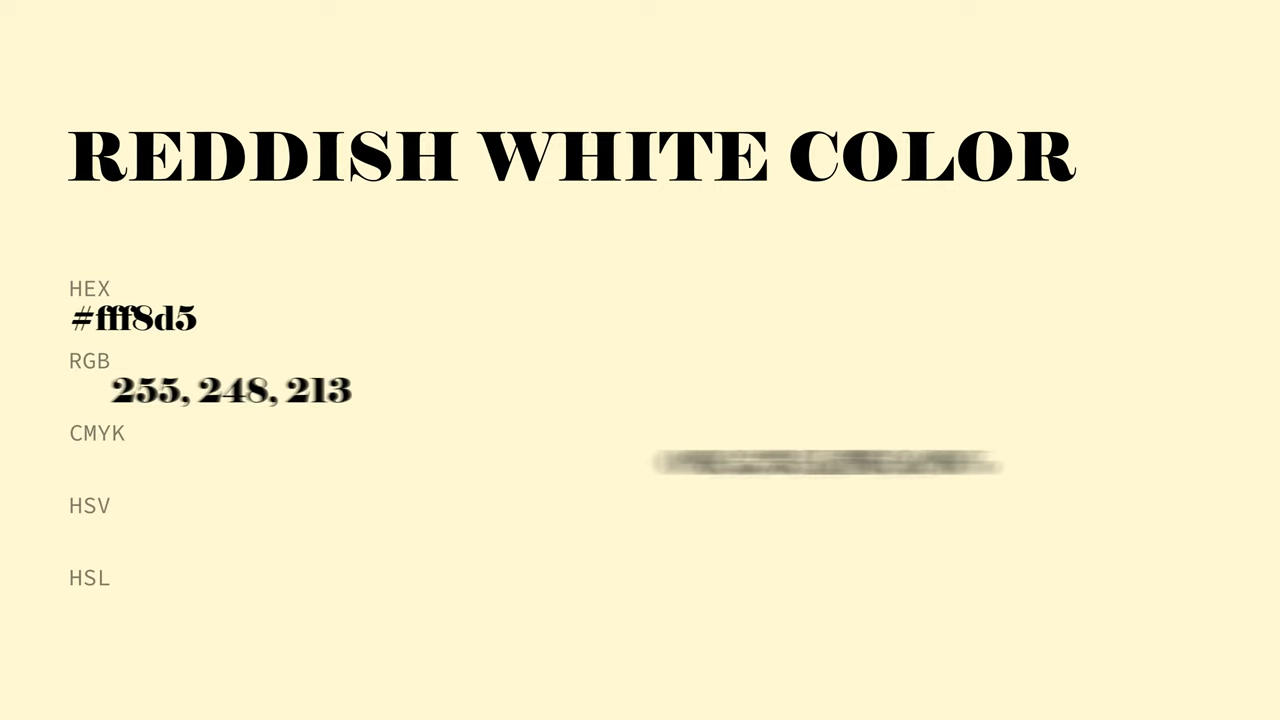 REDDISH WHITE COLOR
HEX
#fff8d5
RGB
255, 248, 213
CMYK
HSV
HSL